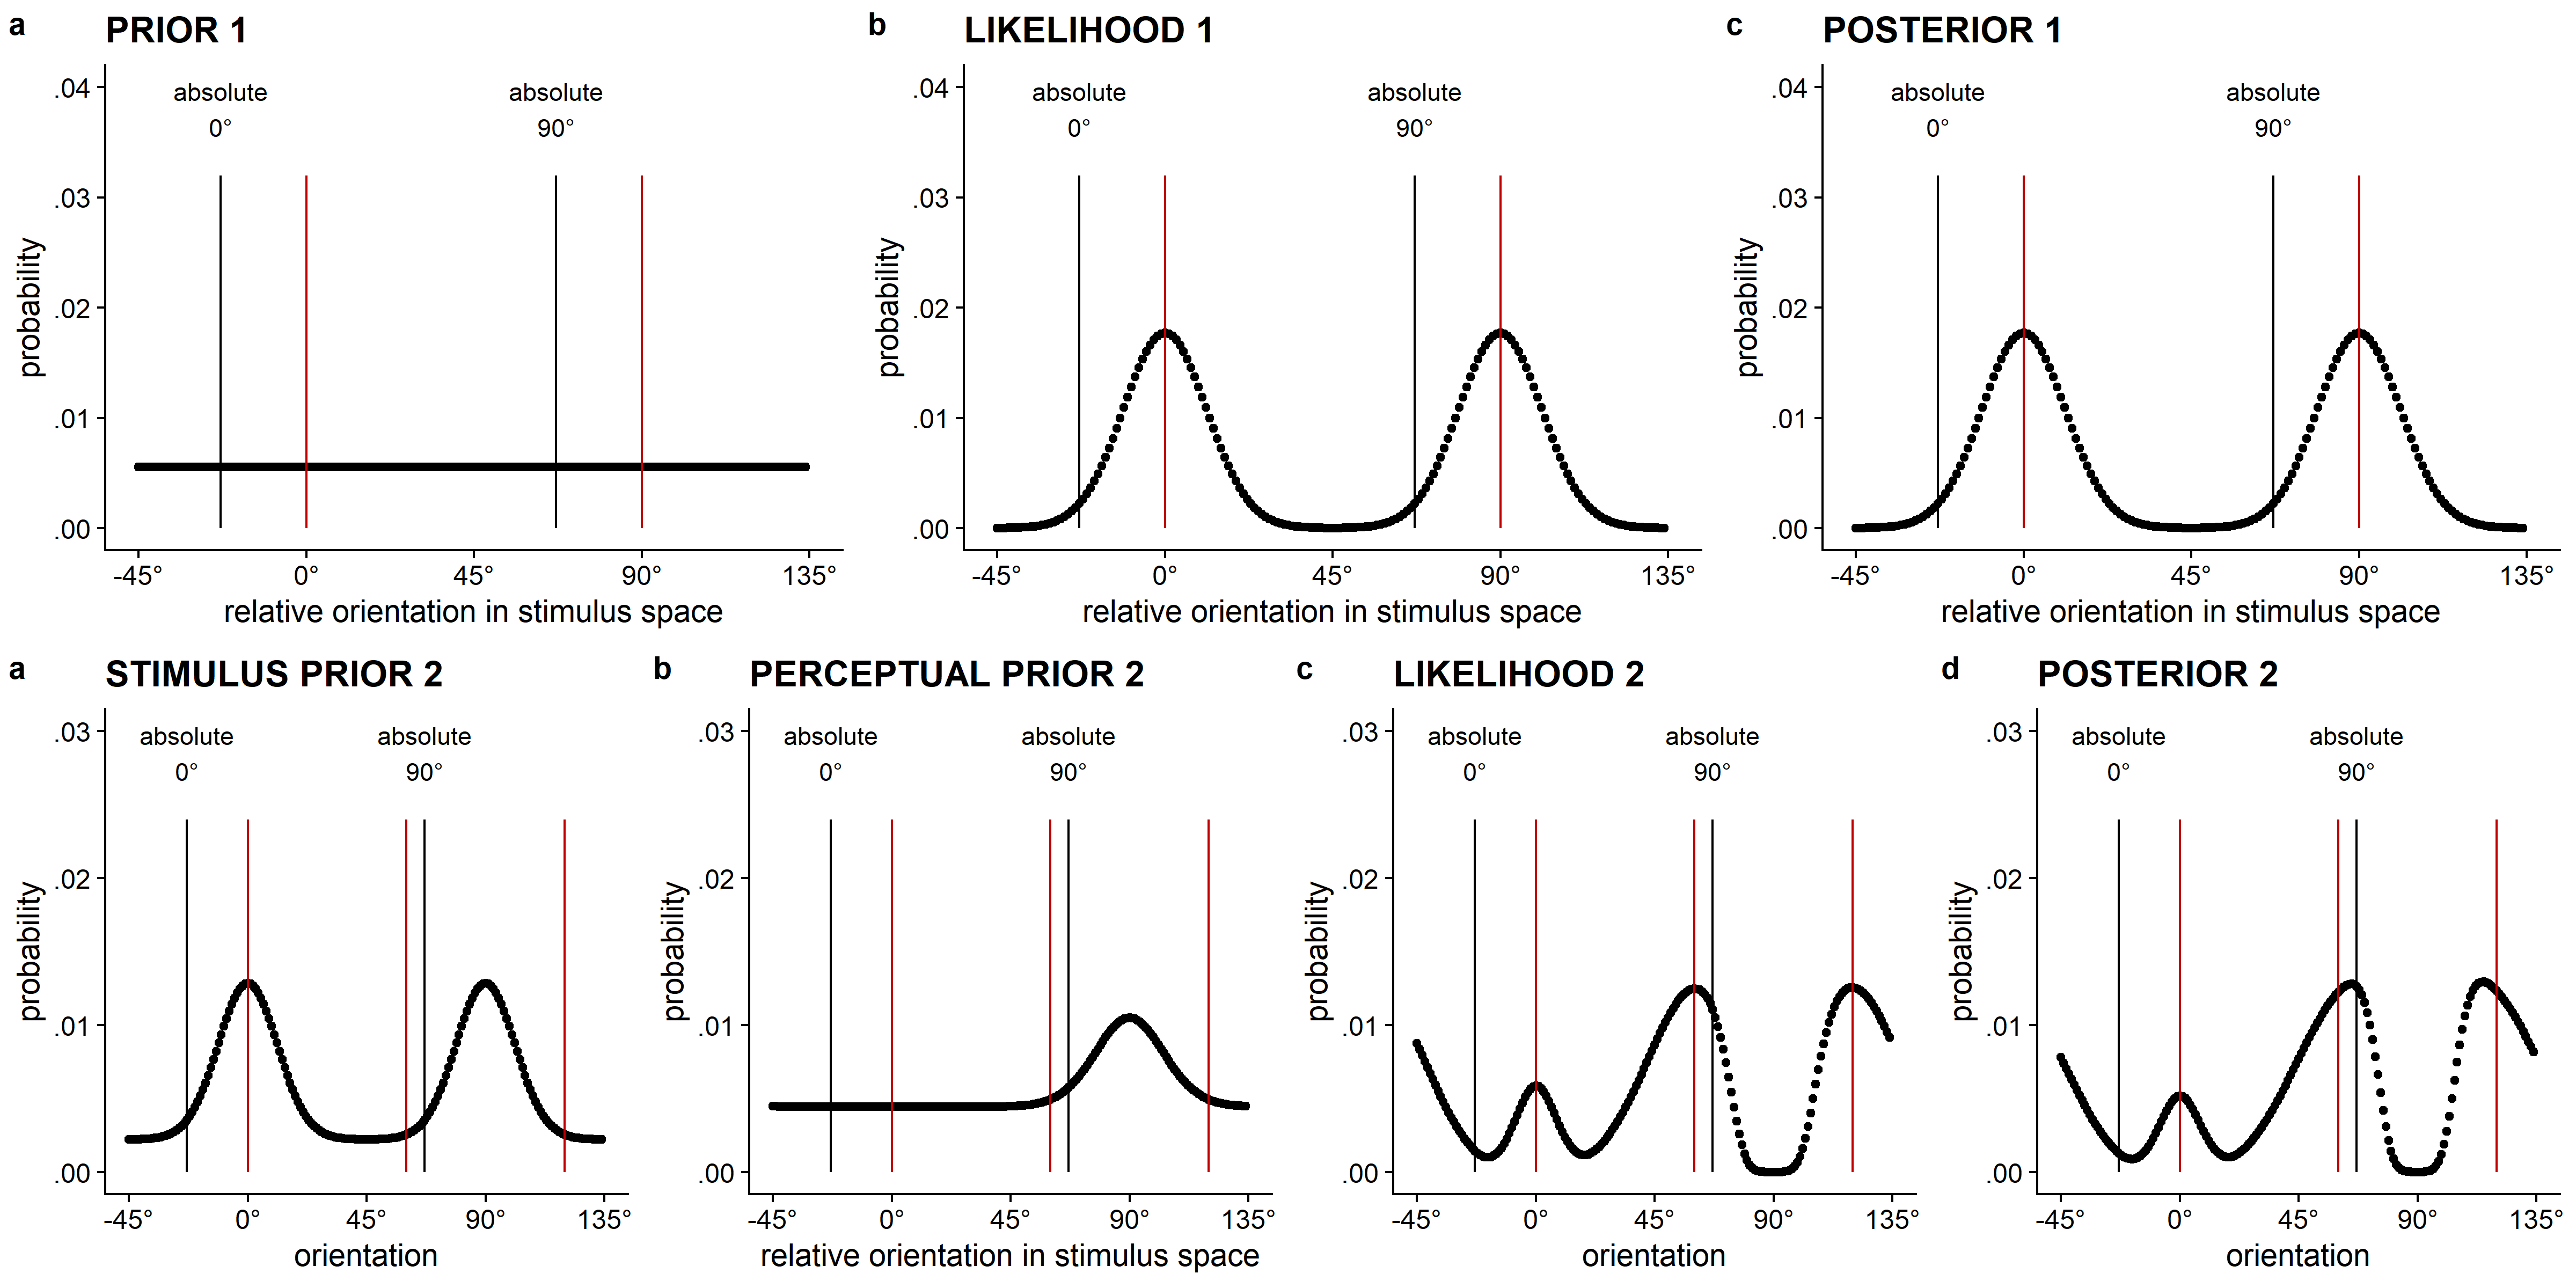 a PRIOR 1
absolute 0°
absolute 90°
.04
.03
.02
.01
.00
probability
-45° 0° 45° 90° 135°
relative orientation in stimulus space
b LIKELIHOOD 1
absolute 0°
absolute 90°
.04
.03
.02
.01
.00
probability
-45° 0° 45° 90° 135°
relative orientation in stimulus space
c POSTERIOR 1
absolute 0°
absolute 90°
.04
.03
.02
.01
.00
probability
-45° 0° 45° 90° 135°
relative orientation in stimulus space
a STIMULUS PRIOR 2
absolute 0°
absolute 90°
.03
.02
.01
.00
probability
-45° 0° 45° 90° 135°
orientation
b PERCEPTUAL PRIOR 2
absolute 0°
absolute 90°
.03
.02
.01
.00
probability
-45° 0° 45° 90° 135°
relative orientation in stimulus space
c LIKELIHOOD 2
absolute 0°
absolute 90°
.03
.02
.01
.00
probability
-45° 0° 45° 90° 135°
orientation
d POSTERIOR 2
absolute 0°
absolute 90°
.03
.02
.01
.00
probability
-45° 0° 45° 90° 135°
orientation